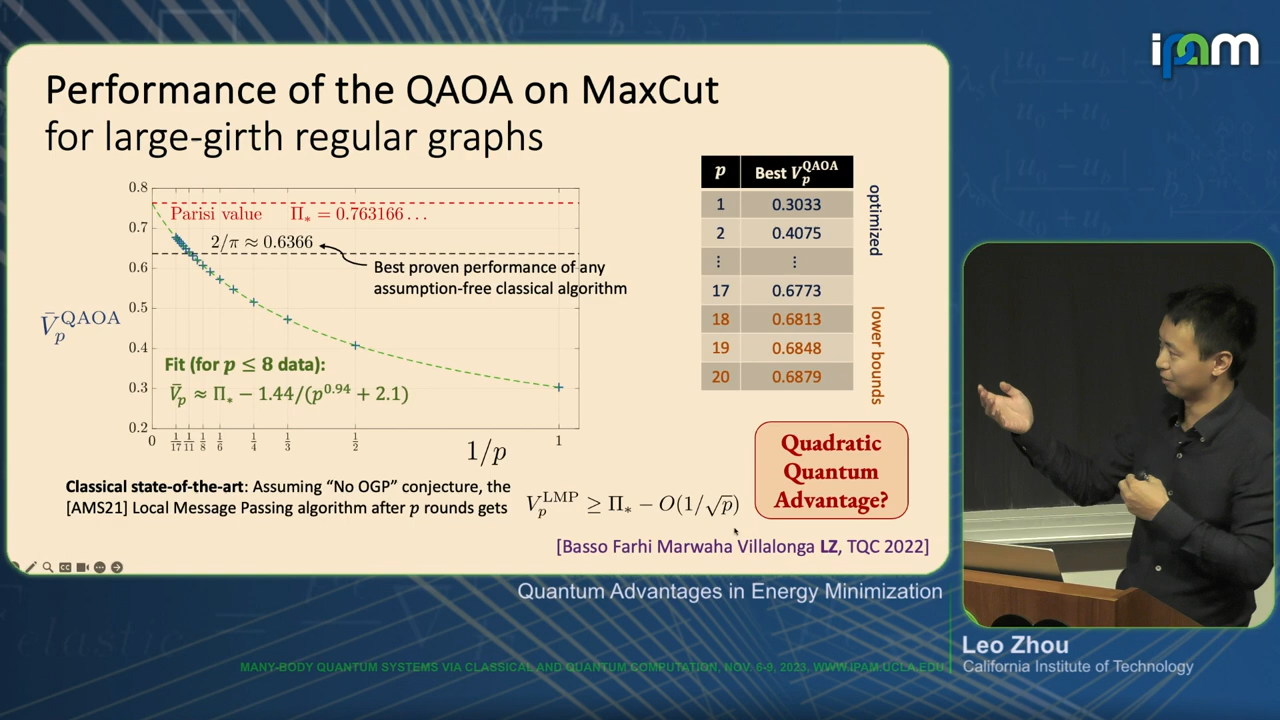 ipam
Performance of the QAOA on MaxCut
for large-girth regular graphs
0.8
0.7
0.6
0.5
0.4
0.3
0.2
V̄_p^QAOA
Parisi value Π_* = 0.763166...
2/π ≈ 0.6366
Best proven performance of any
assumption-free classical algorithm
Fit (for p ≤ 8 data):
V̄_p ≈ Π_* − 1.44/(p^0.94 + 2.1)
0 1/17 1/11 1/8 1/6 1/4 1/3 1/2 1
1/p
p Best V_p^QAOA
1 0.3033
2 0.4075
⋮ ⋮
17 0.6773
18 0.6813
19 0.6848
20 0.6879
optimized
lower bounds
Quadratic
Quantum
Advantage?
Classical state-of-the-art: Assuming “No OGP” conjecture, the
[AMS21] Local Message Passing algorithm after p rounds gets
V_p^LMP ≥ Π_* − O(1/√p)
[Basso Farhi Marwaha Villalonga LZ, TQC 2022]
Quantum Advantages in Energy Minimization
Leo Zhou
California Institute of Technology
MANY-BODY QUANTUM SYSTEMS VIA CLASSICAL AND QUANTUM COMPUTATION, NOV. 6-9, 2023, WWW.IPAM.UCLA.EDU